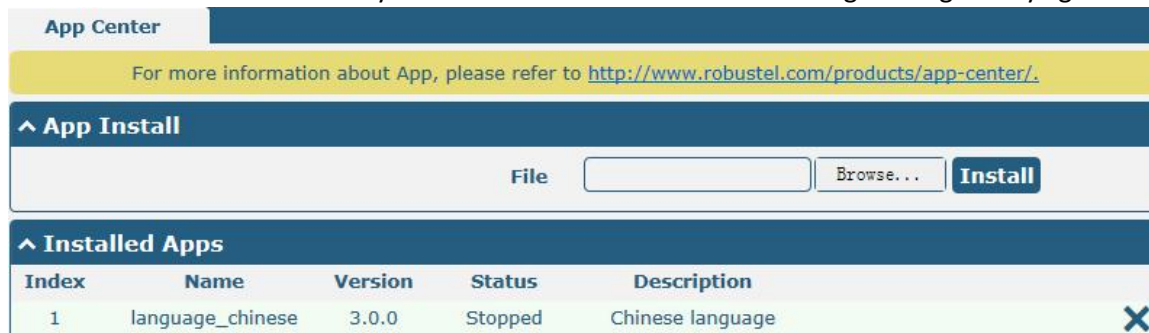 App Center
For more information about App, please refer to http://www.robustel.com/products/app-center/.
^ App Install
File Browse... Install
^ Installed Apps
Index Name Version Status Description
1 language_chinese 3.0.0 Stopped Chinese language